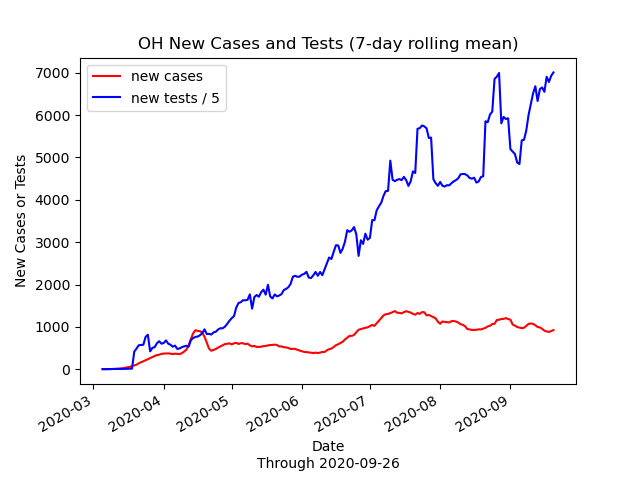 OH New Cases and Tests (7-day rolling mean)
new cases
new tests / 5
New Cases or Tests
7000
6000
5000
4000
3000
2000
1000
0
2020-03
2020-04
2020-05
2020-06
2020-07
2020-08
2020-09
Date
Through 2020-09-26